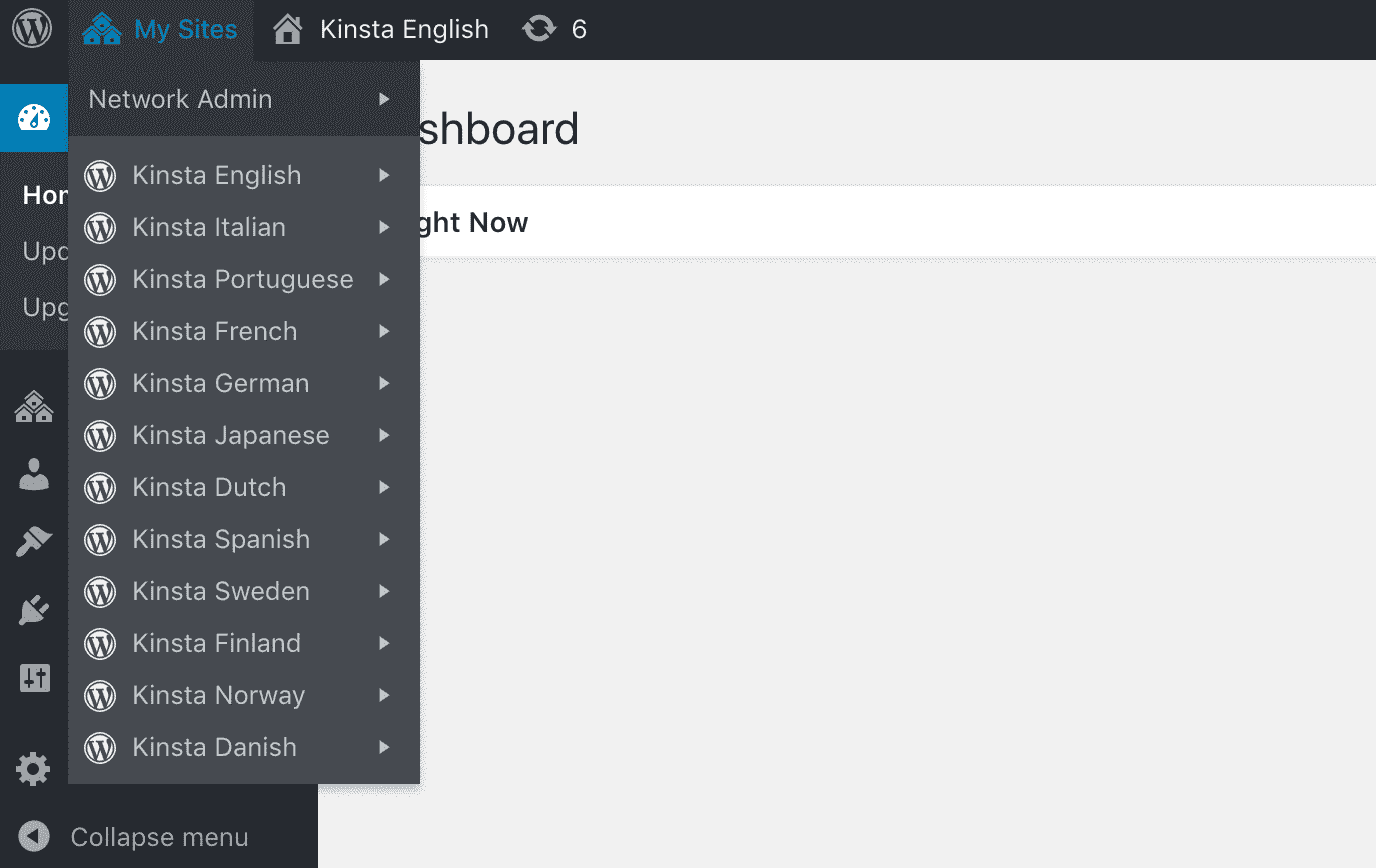 My Sites Kinsta English 6
Network Admin
shboard
Kinsta English
Hor
ght Now
Kinsta Italian
Upd
Kinsta Portuguese
Upg
Kinsta French
Kinsta German
Kinsta Japanese
Kinsta Dutch
Kinsta Spanish
Kinsta Sweden
Kinsta Finland
Kinsta Norway
Kinsta Danish
Collapse menu